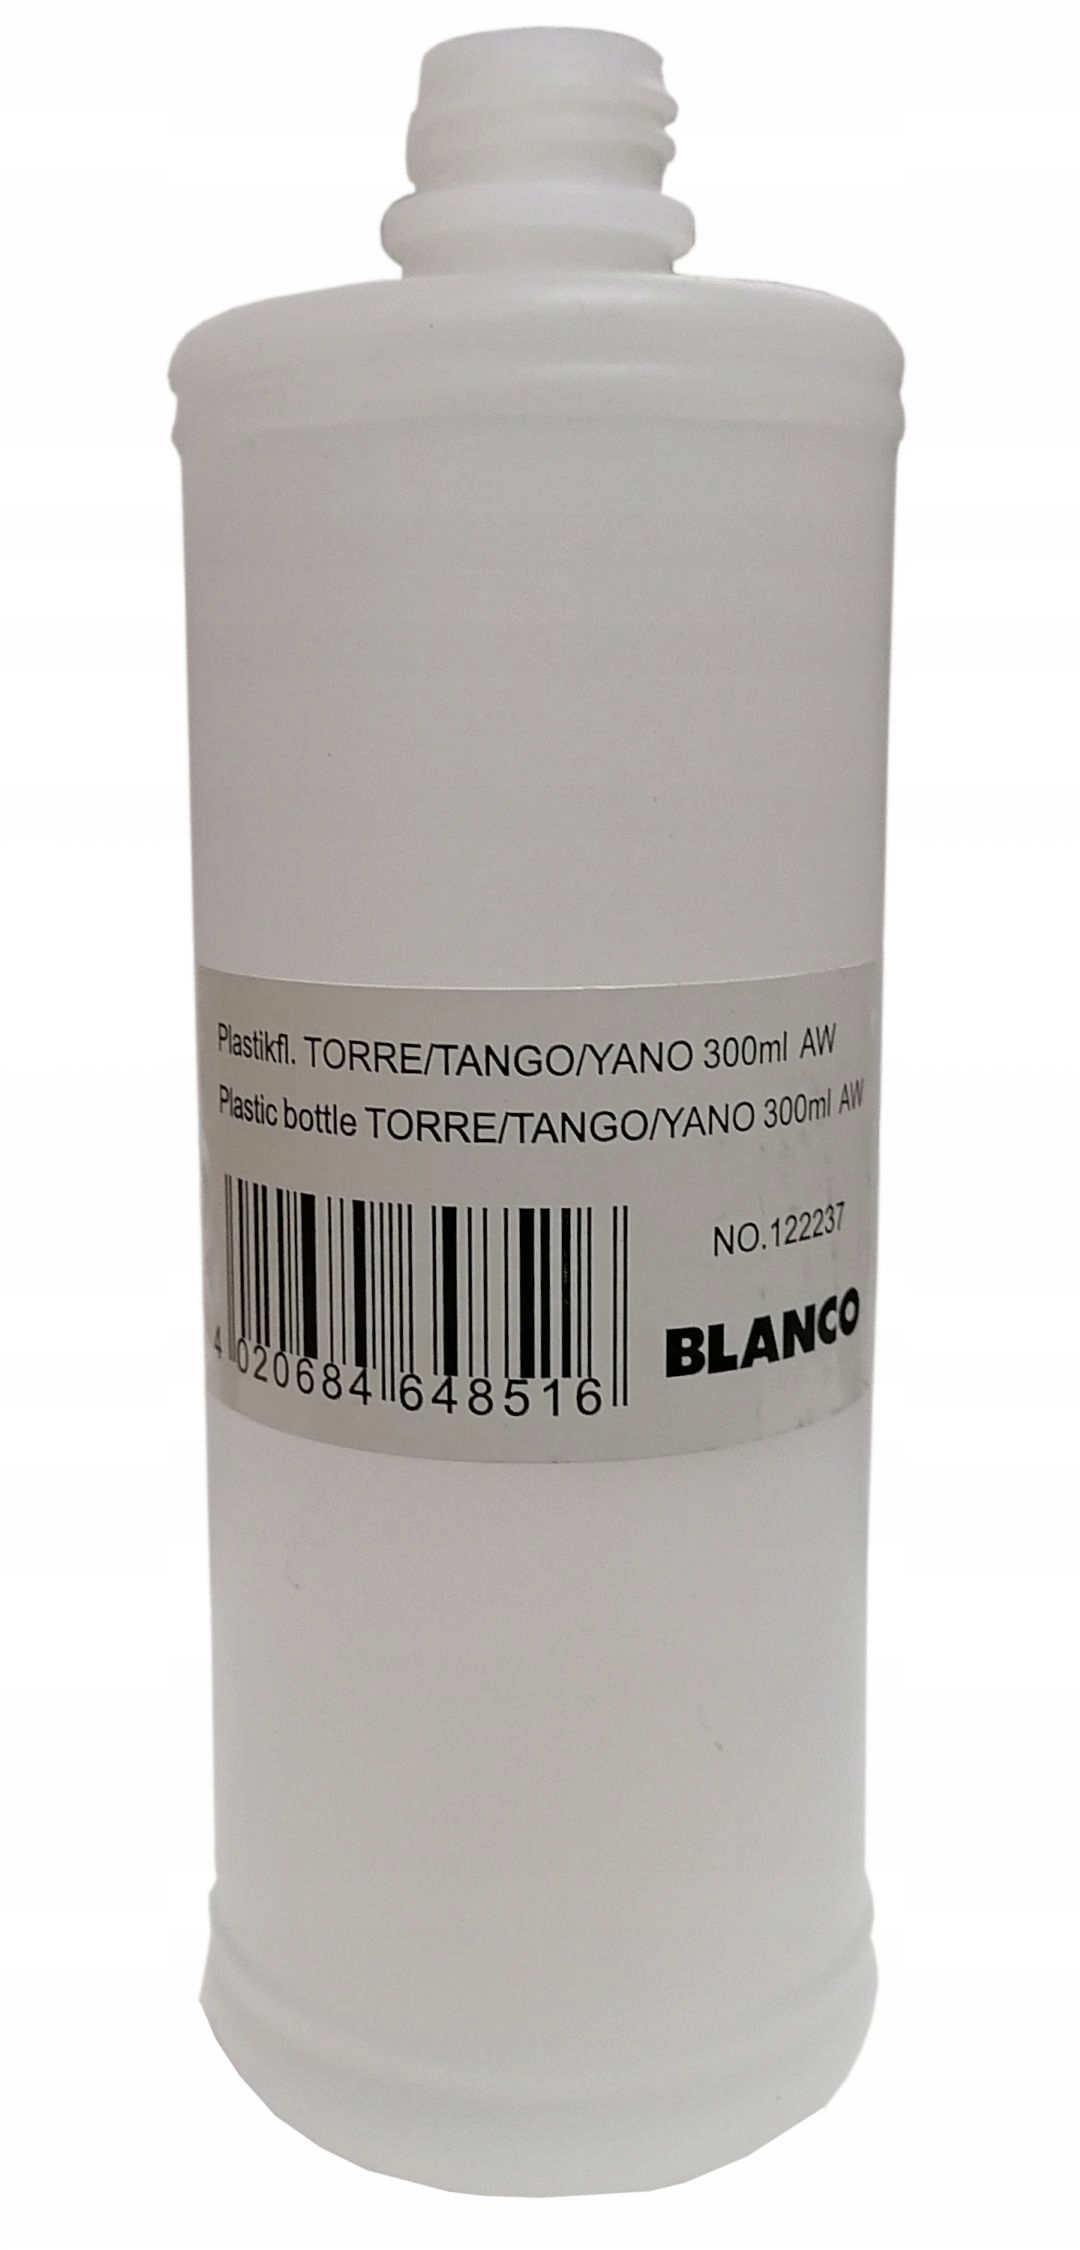 Plastikfl. TORRE/TANGO/YANO 300ml AW
Plastic bottle TORRE/TANGO/YANO 300ml AW
NO.122237
BLANCO
4 020684 648516